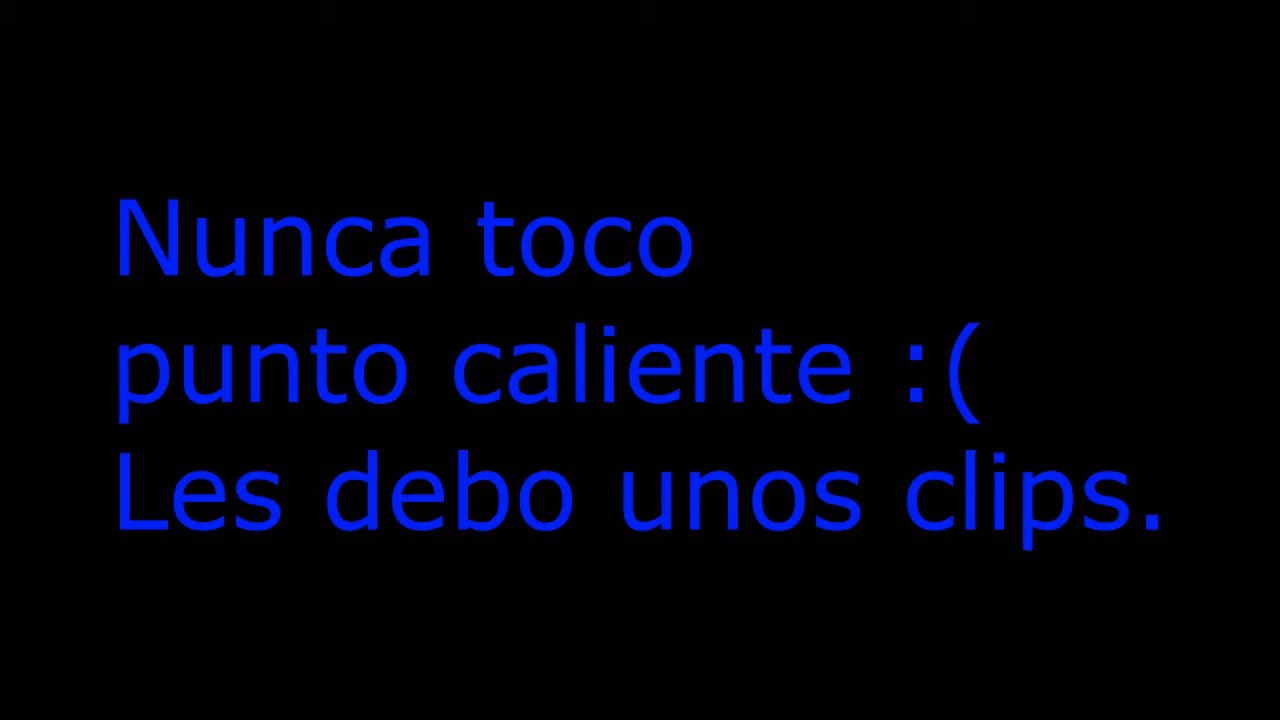 Nunca toco
punto caliente :(
Les debo unos clips.